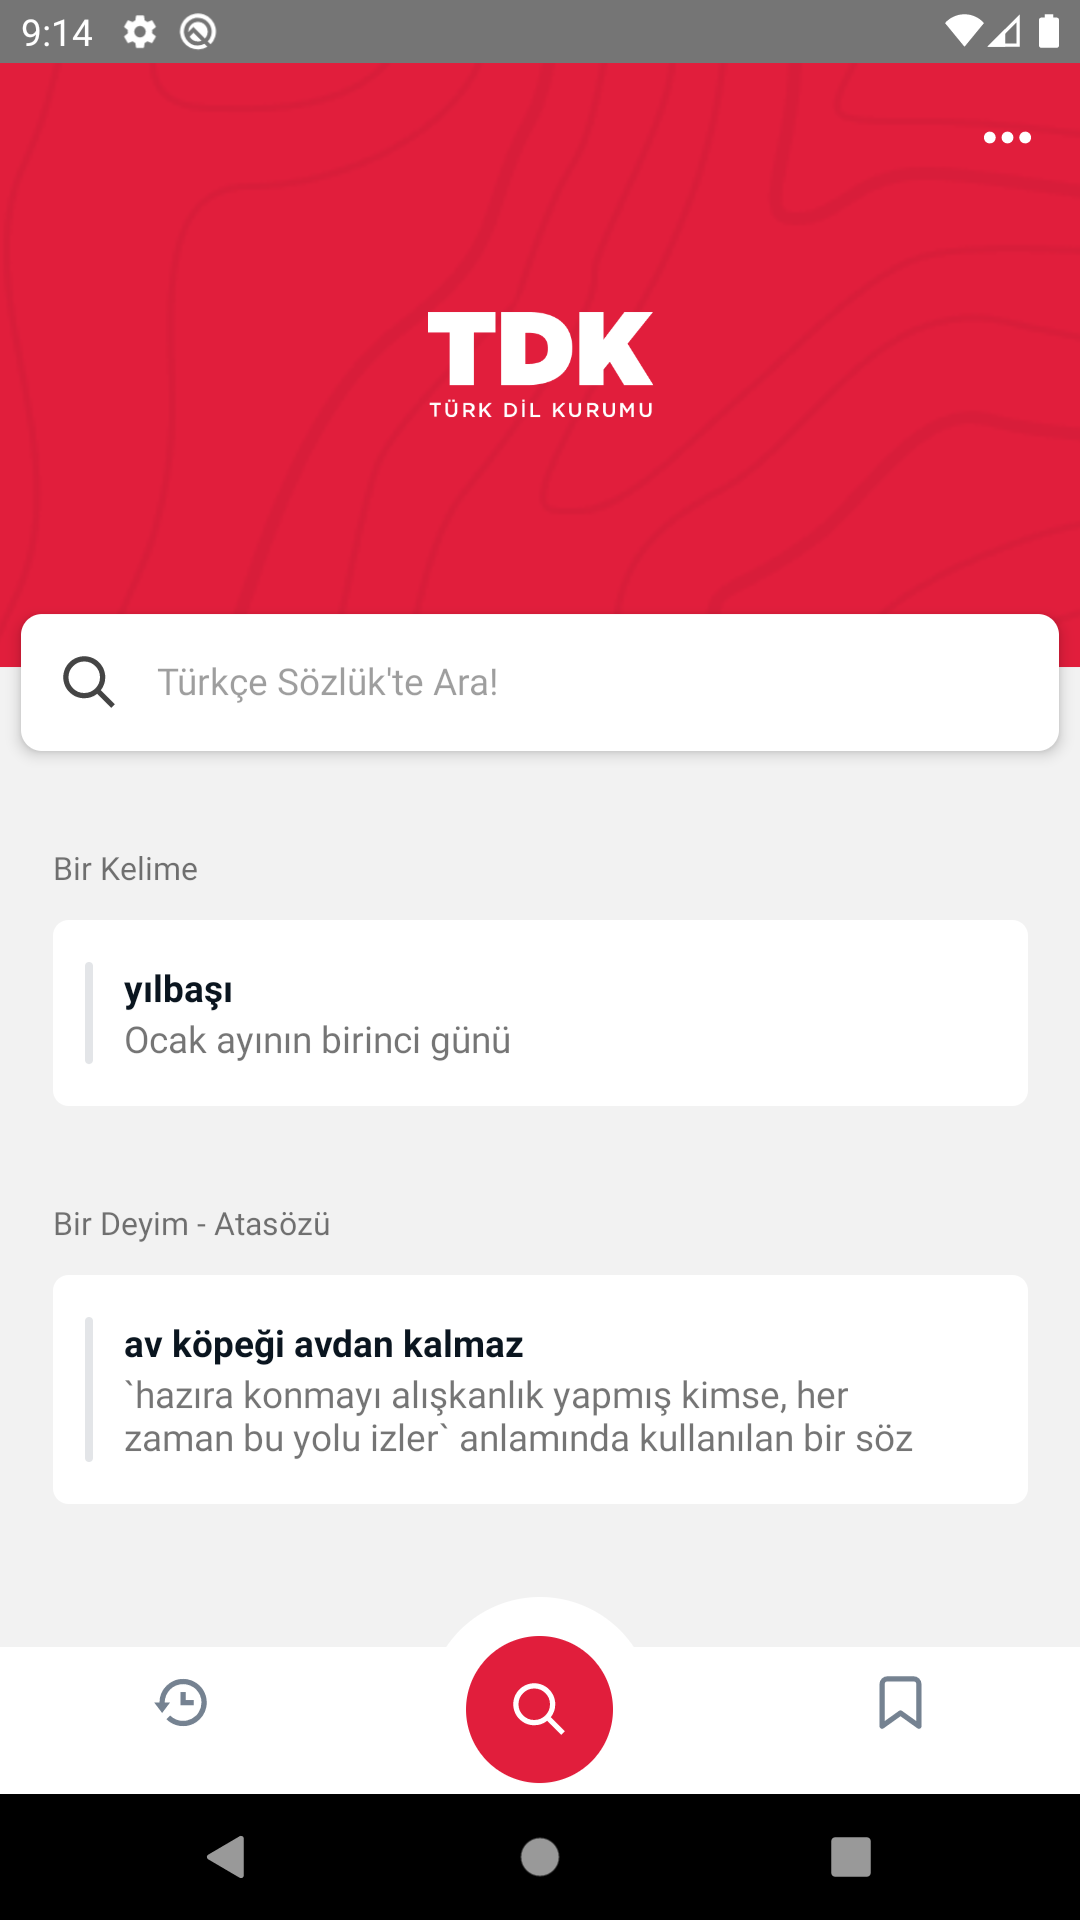 9:14
TDK
TÜRK DİL KURUMU
Türkçe Sözlük'te Ara!
Bir Kelime
yılbaşı
Ocak ayının birinci günü
Bir Deyim - Atasözü
av köpeği avdan kalmaz
`hazıra konmayı alışkanlık yapmış kimse, her
zaman bu yolu izler` anlamında kullanılan bir söz